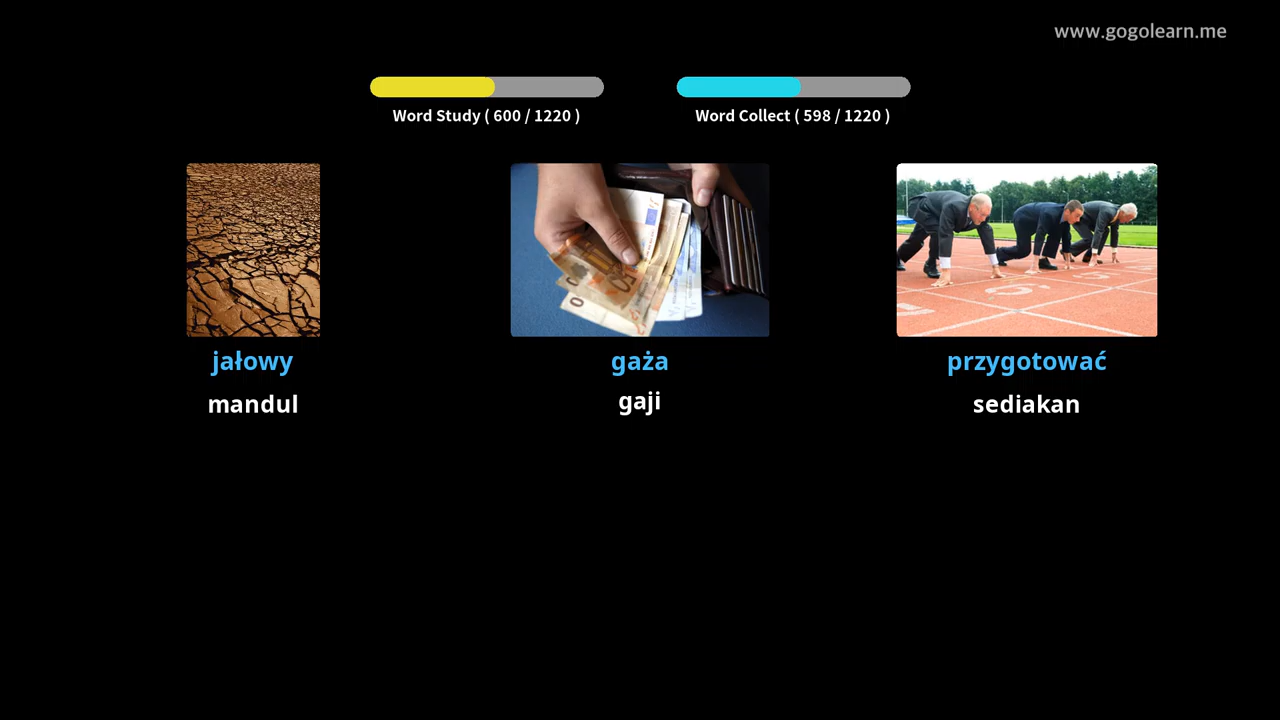 www.gogolearn.me
Word Study ( 600 / 1220 )
Word Collect ( 598 / 1220 )
jałowy
mandul
gaża
gaji
przygotować
sediakan